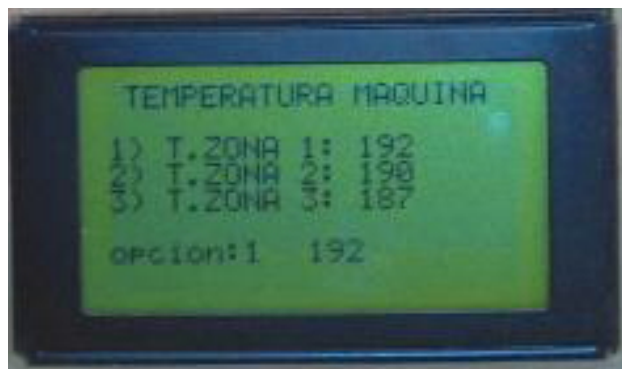 TEMPERATURA MAQUINA
1) T.ZONA 1: 192
2) T.ZONA 2: 190
3) T.ZONA 3: 187
opcion:1 192